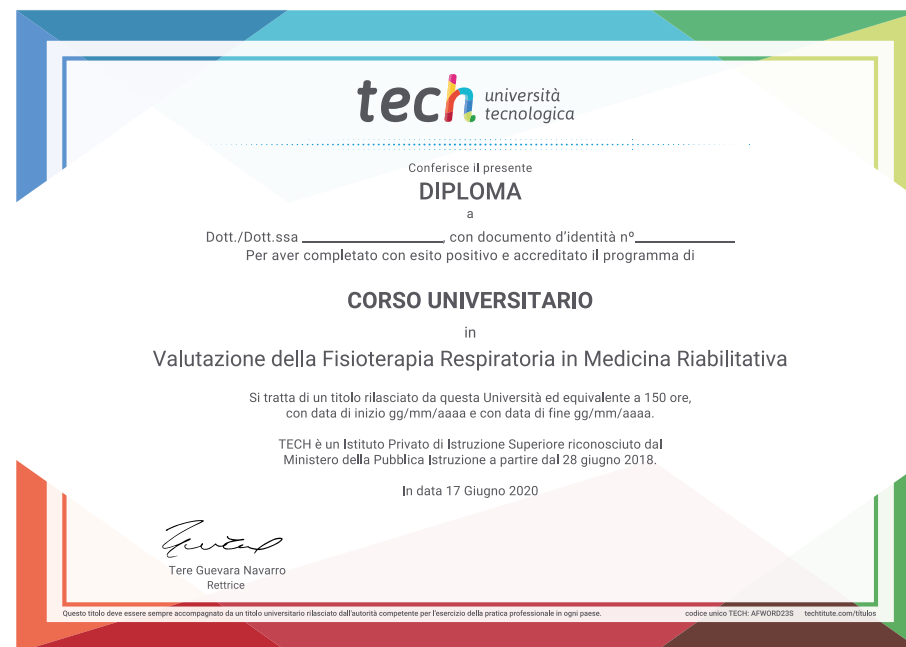 tech università
tecnologica
Conferisce il presente
DIPLOMA
a
Dott./Dott.ssa ____________________, con documento d'identità nº______________
Per aver completato con esito positivo e accreditato il programma di
CORSO UNIVERSITARIO
in
Valutazione della Fisioterapia Respiratoria in Medicina Riabilitativa
Si tratta di un titolo rilasciato da questa Università ed equivalente a 150 ore,
con data di inizio gg/mm/aaaa e con data di fine gg/mm/aaaa.
TECH è un Istituto Privato di Istruzione Superiore riconosciuto dal
Ministero della Pubblica Istruzione a partire dal 28 giugno 2018.
In data 17 Giugno 2020
Tere Guevara Navarro
Rettrice
Questo titolo deve essere sempre accompagnato da un titolo universitario rilasciato dall'autorità competente per l'esercizio della pratica professionale in ogni paese. codice unico TECH: AFWORD23S techtitute.com/titulos